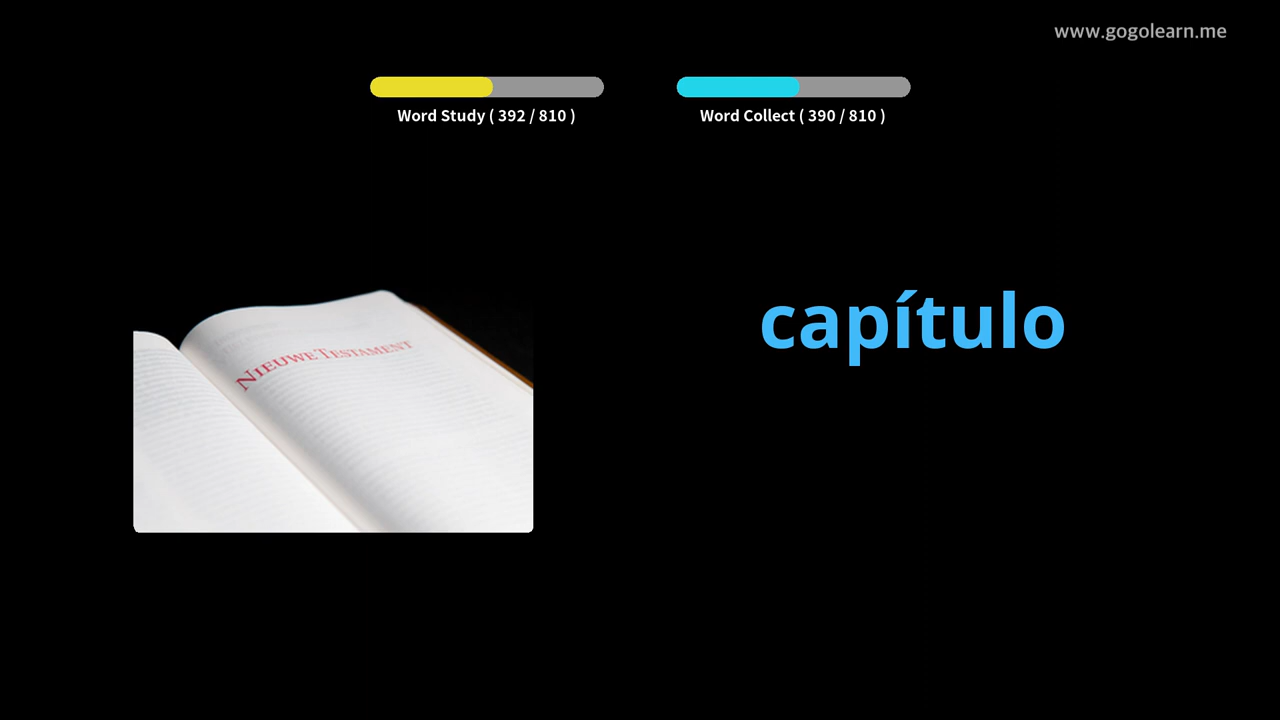 www.gogolearn.me
Word Study ( 392 / 810 )
Word Collect ( 390 / 810 )
capítulo
NIEUWE TESTAMENT